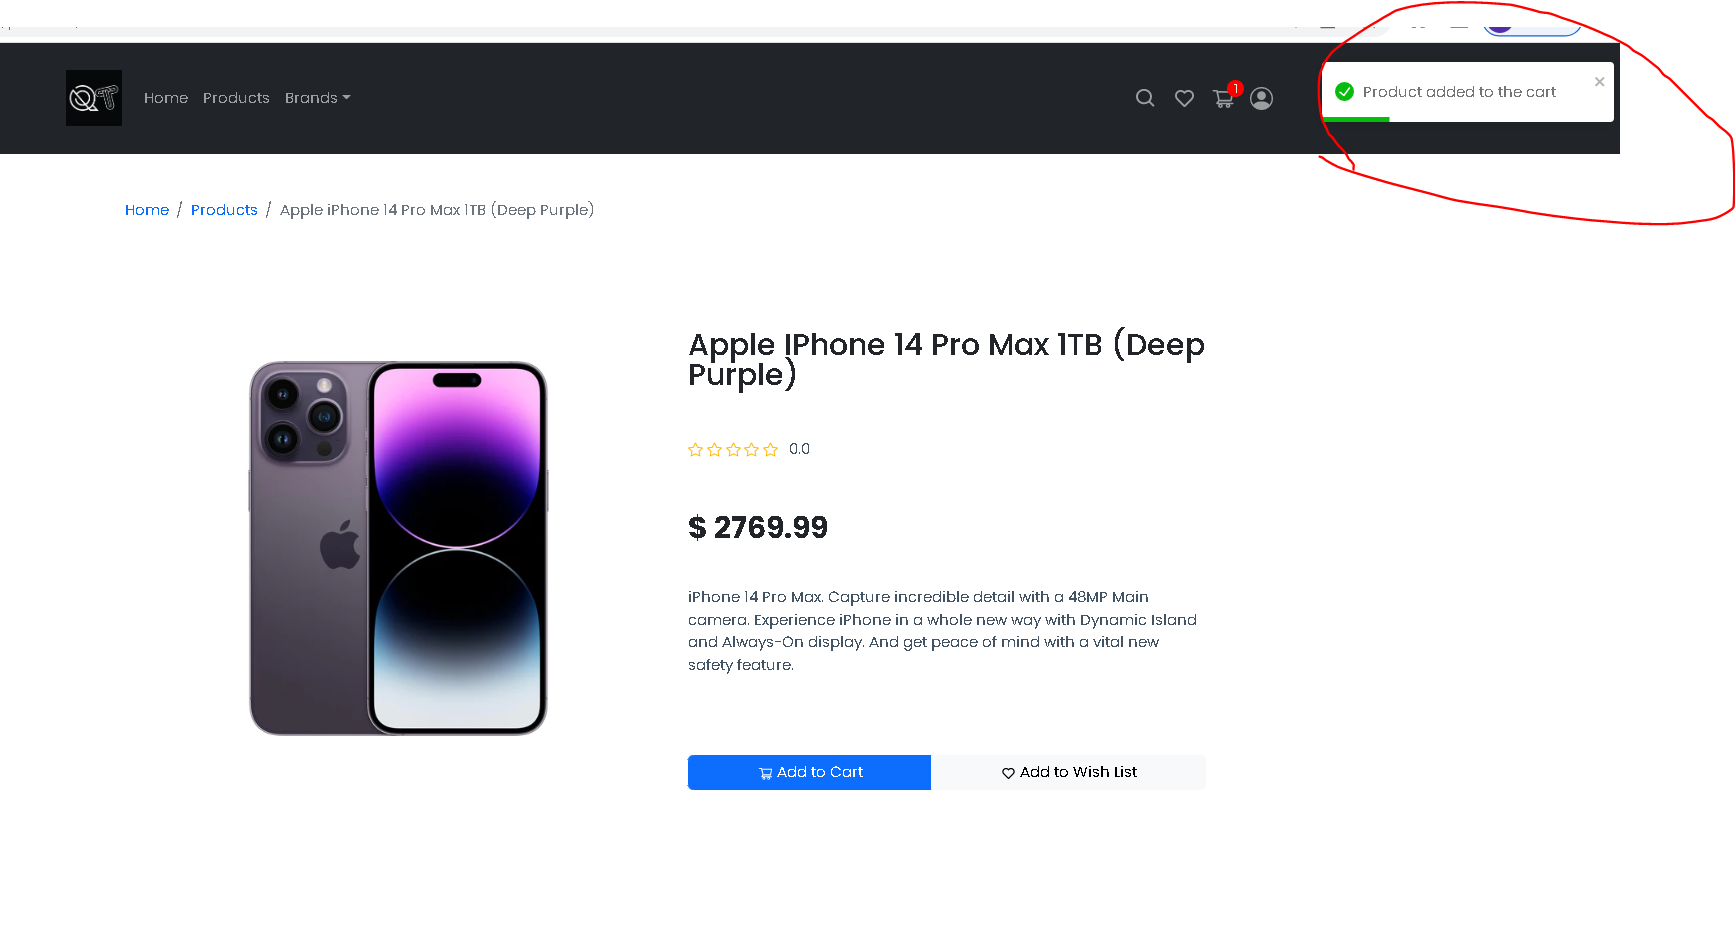 QT
Home Products Brands
1
Product added to the cart
Home / Products / Apple iPhone 14 Pro Max 1TB (Deep Purple)
Apple IPhone 14 Pro Max 1TB (Deep
Purple)
0.0
$ 2769.99
iPhone 14 Pro Max. Capture incredible detail with a 48MP Main
camera. Experience iPhone in a whole new way with Dynamic Island
and Always-On display. And get peace of mind with a vital new
safety feature.
Add to Cart Add to Wish List